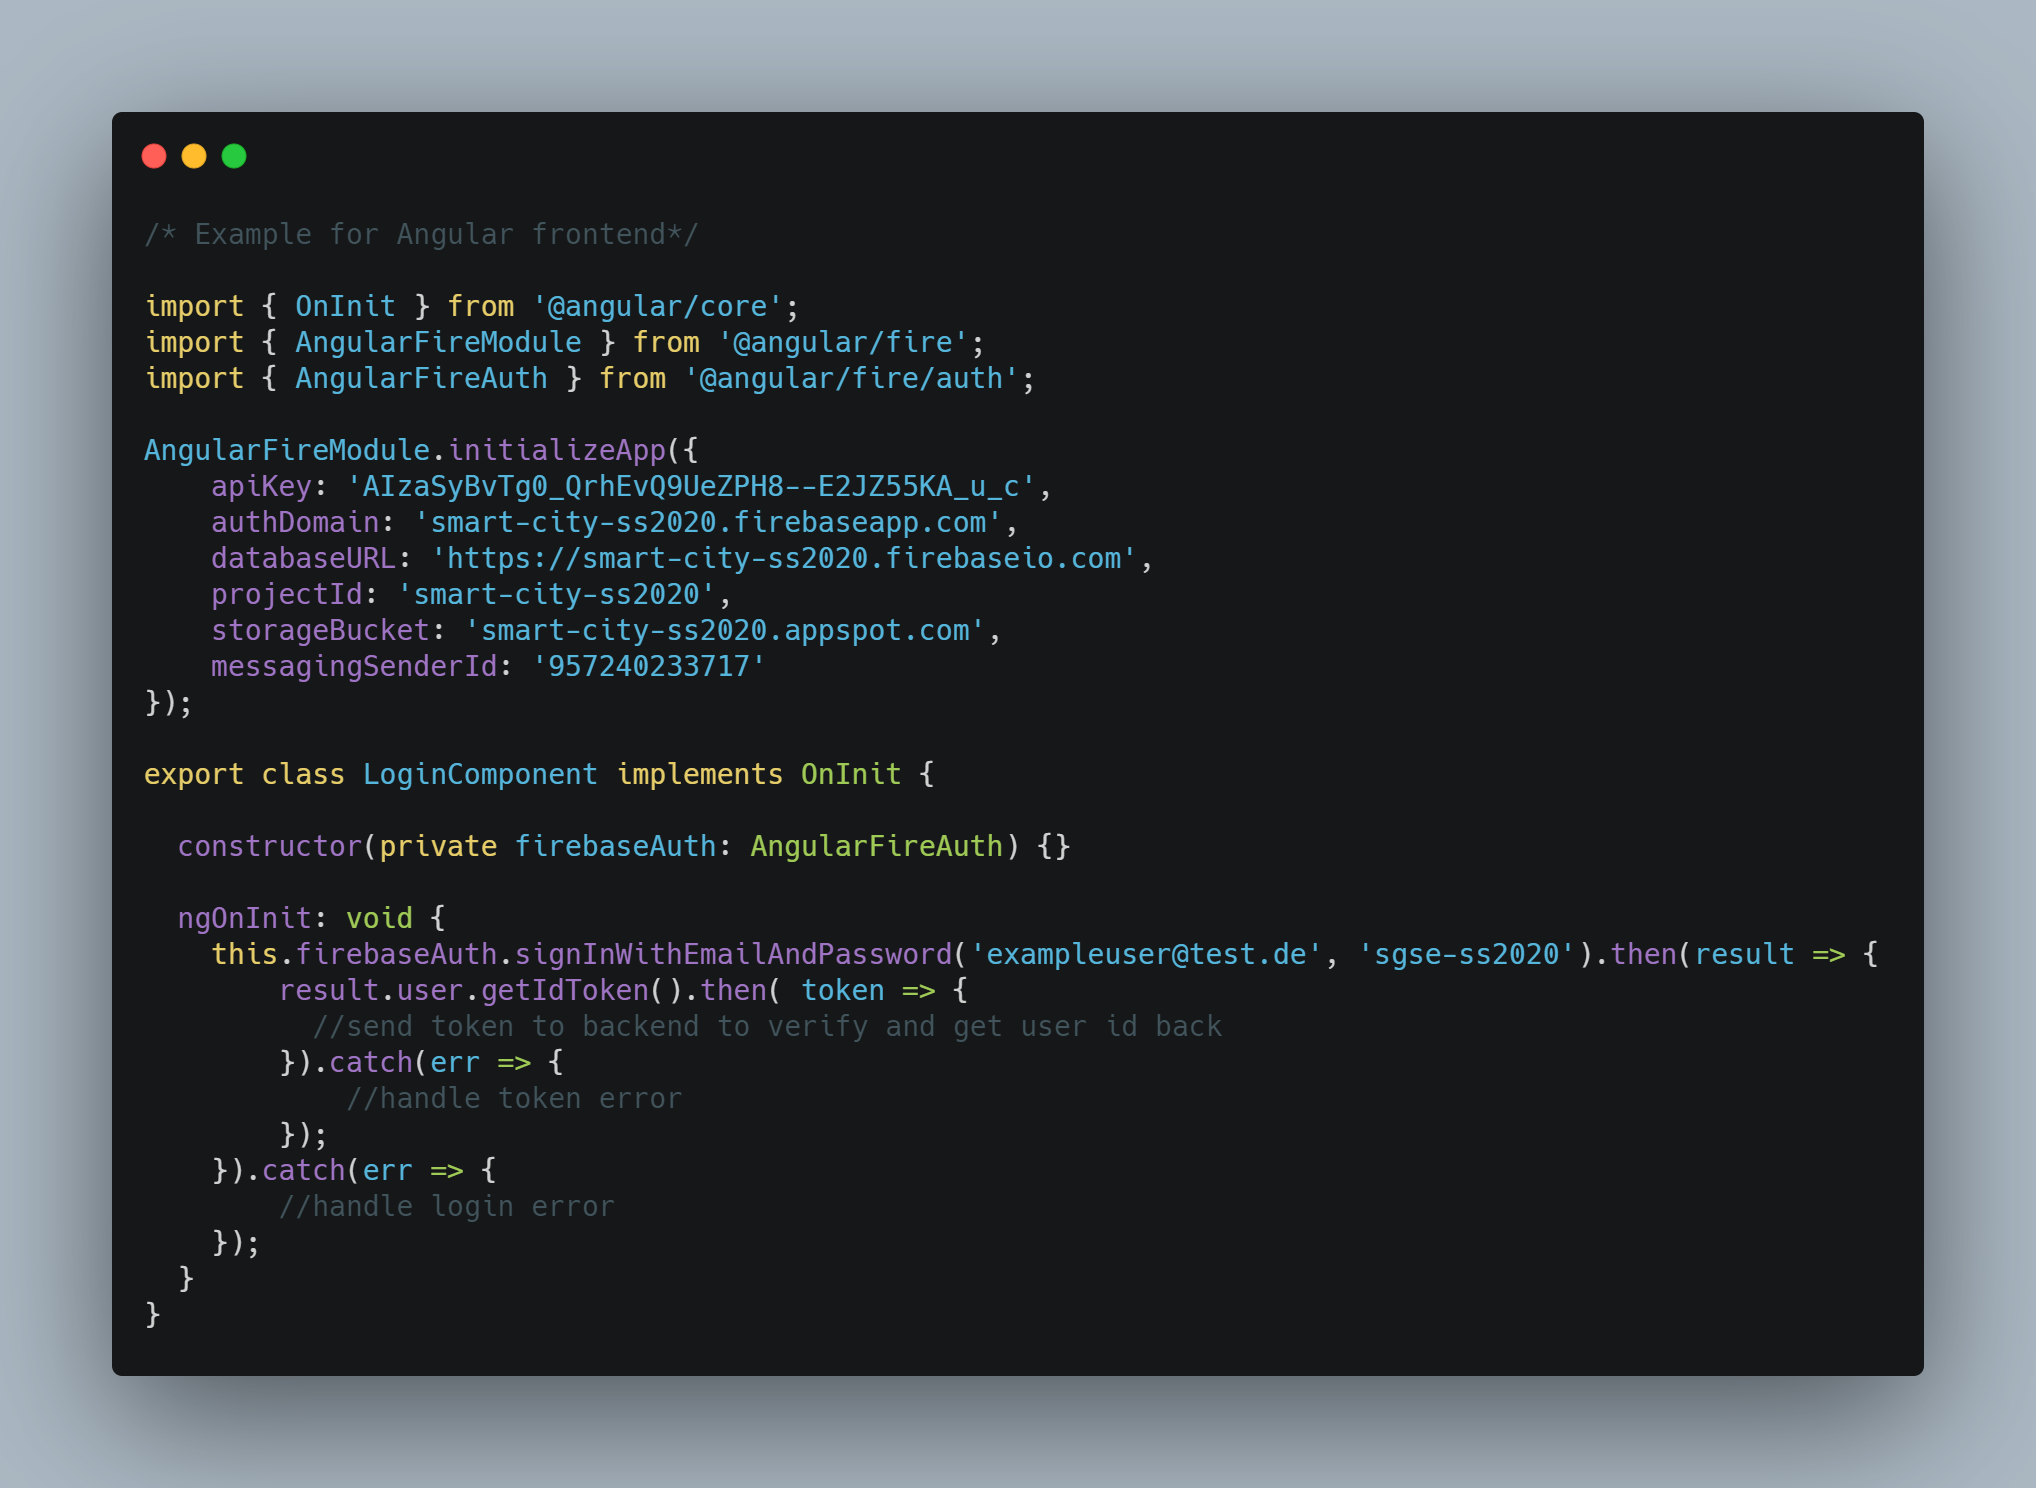 /* Example for Angular frontend*/
import { OnInit } from '@angular/core';
import { AngularFireModule } from '@angular/fire';
import { AngularFireAuth } from '@angular/fire/auth';
AngularFireModule.initializeApp({
    apiKey: 'AIzaSyBvTg0_QrhEvQ9UeZPH8--E2JZ55KA_u_c',
    authDomain: 'smart-city-ss2020.firebaseapp.com',
    databaseURL: 'https://smart-city-ss2020.firebaseio.com',
    projectId: 'smart-city-ss2020',
    storageBucket: 'smart-city-ss2020.appspot.com',
    messagingSenderId: '957240233717'
});
export class LoginComponent implements OnInit {
  constructor(private firebaseAuth: AngularFireAuth) {}
  ngOnInit: void {
    this.firebaseAuth.signInWithEmailAndPassword('exampleuser@test.de', 'sgse-ss2020').then(result => {
        result.user.getIdToken().then( token => {
          //send token to backend to verify and get user id back
        }).catch(err => {
            //handle token error
        });
    }).catch(err => {
        //handle login error
    });
  }
}